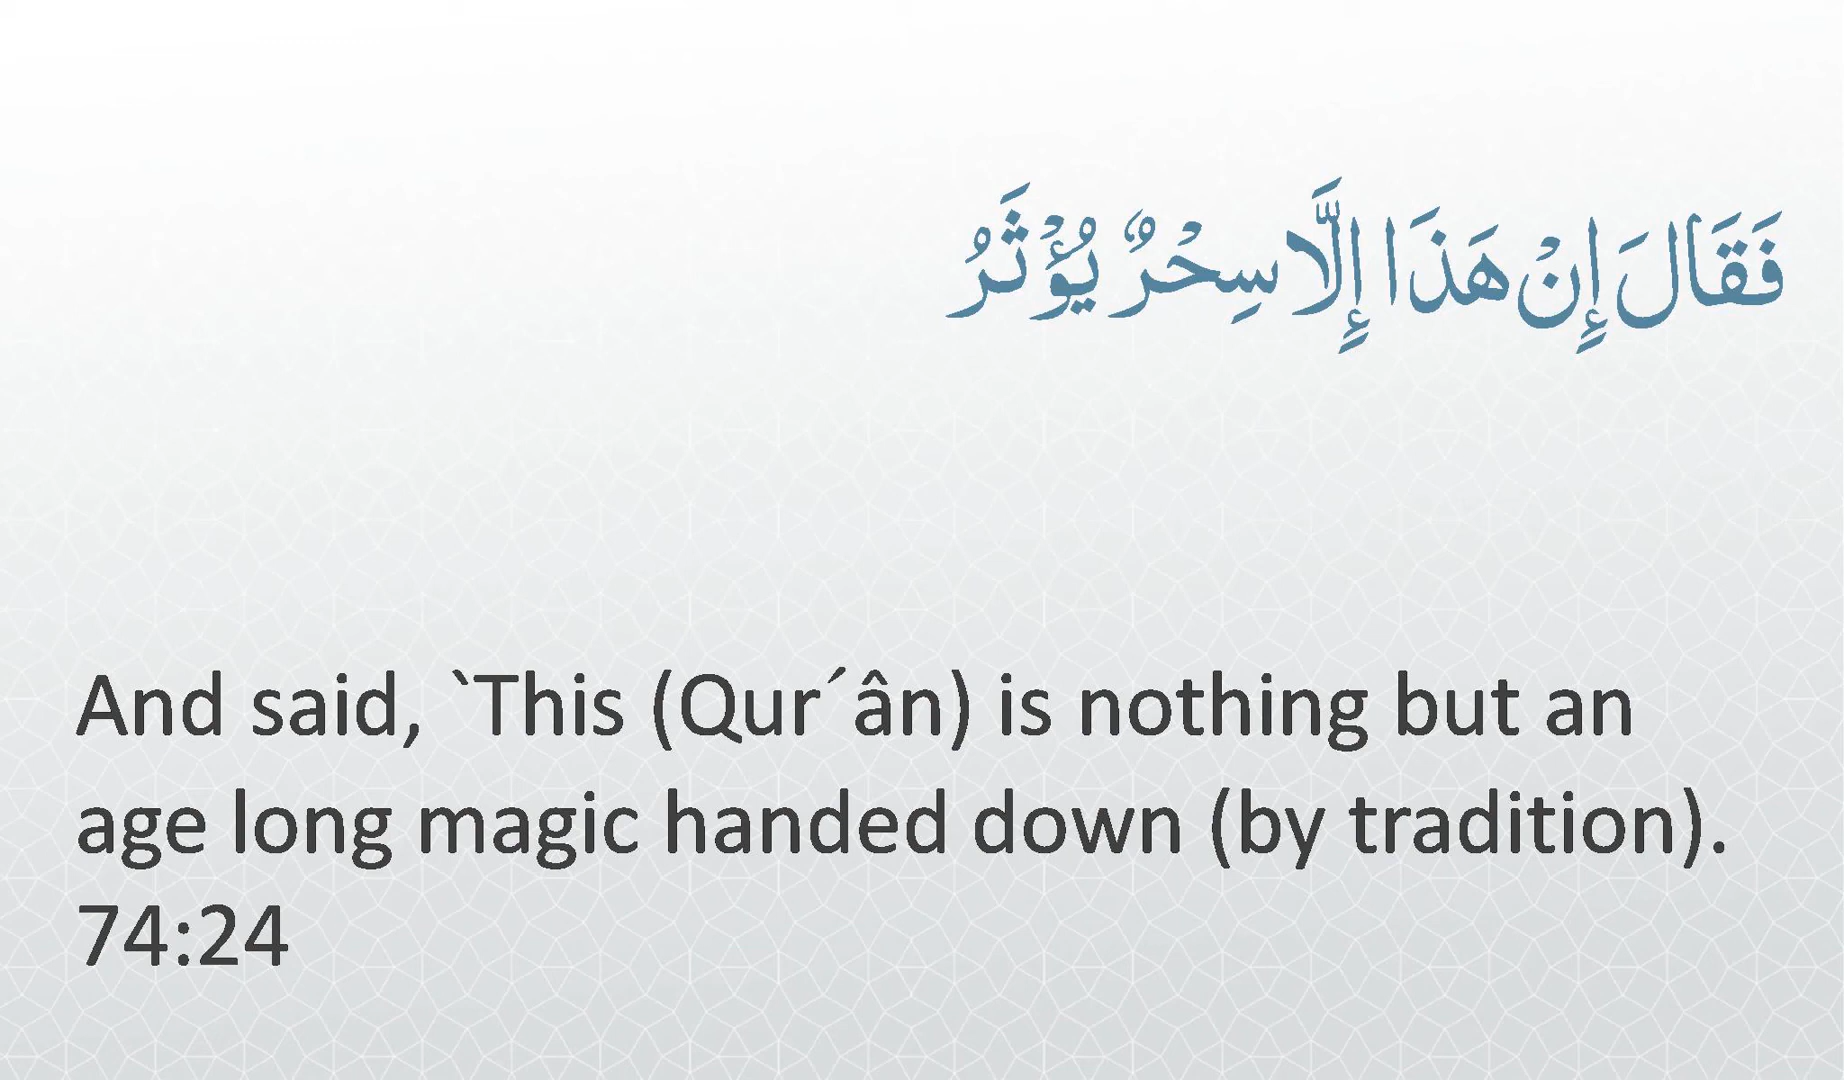 فَقَالَ إِنْ هَذَا إِلَّا سِحْرٌ يُؤْثَرُ
And said, `This (Qur´ân) is nothing but an
age long magic handed down (by tradition).
74:24